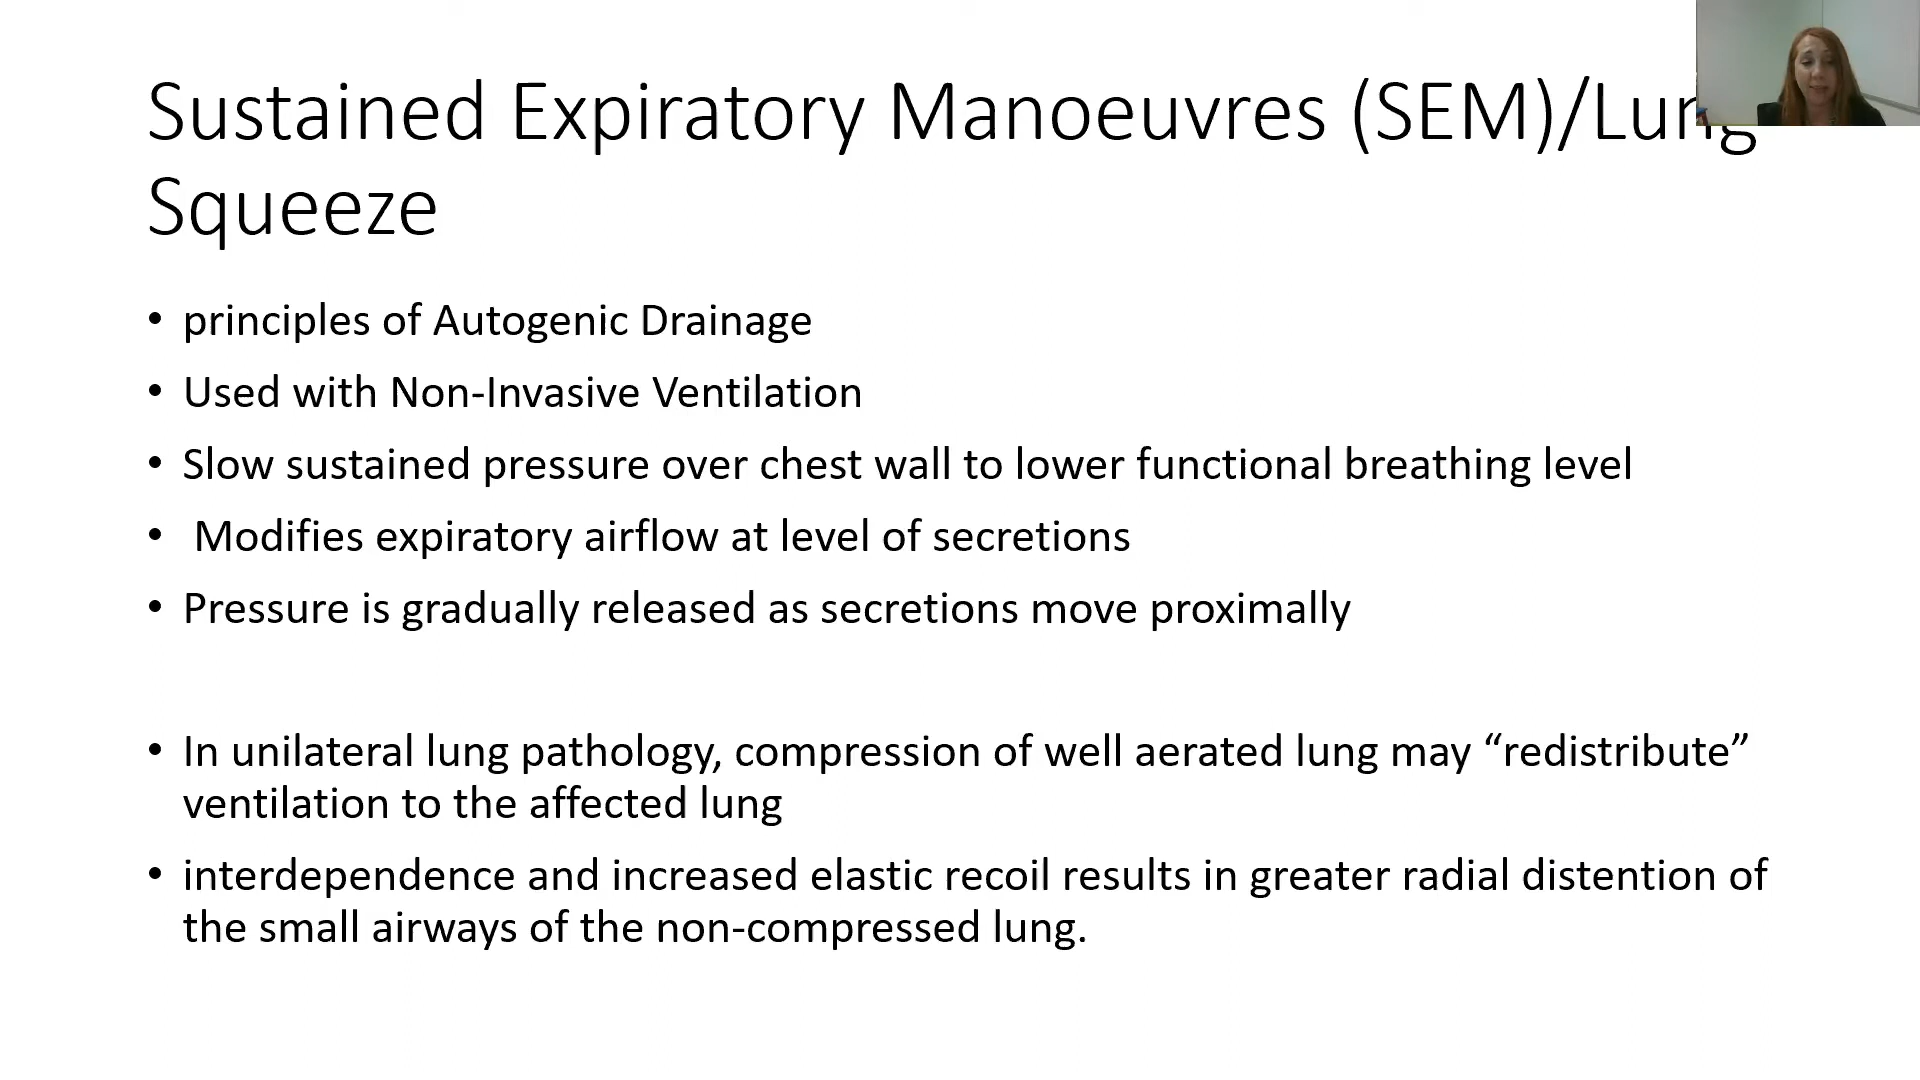 Sustained Expiratory Manoeuvres (SEM)/Lung
Squeeze
• principles of Autogenic Drainage
• Used with Non-Invasive Ventilation
• Slow sustained pressure over chest wall to lower functional breathing level
• Modifies expiratory airflow at level of secretions
• Pressure is gradually released as secretions move proximally
• In unilateral lung pathology, compression of well aerated lung may “redistribute”
ventilation to the affected lung
• interdependence and increased elastic recoil results in greater radial distention of
the small airways of the non-compressed lung.